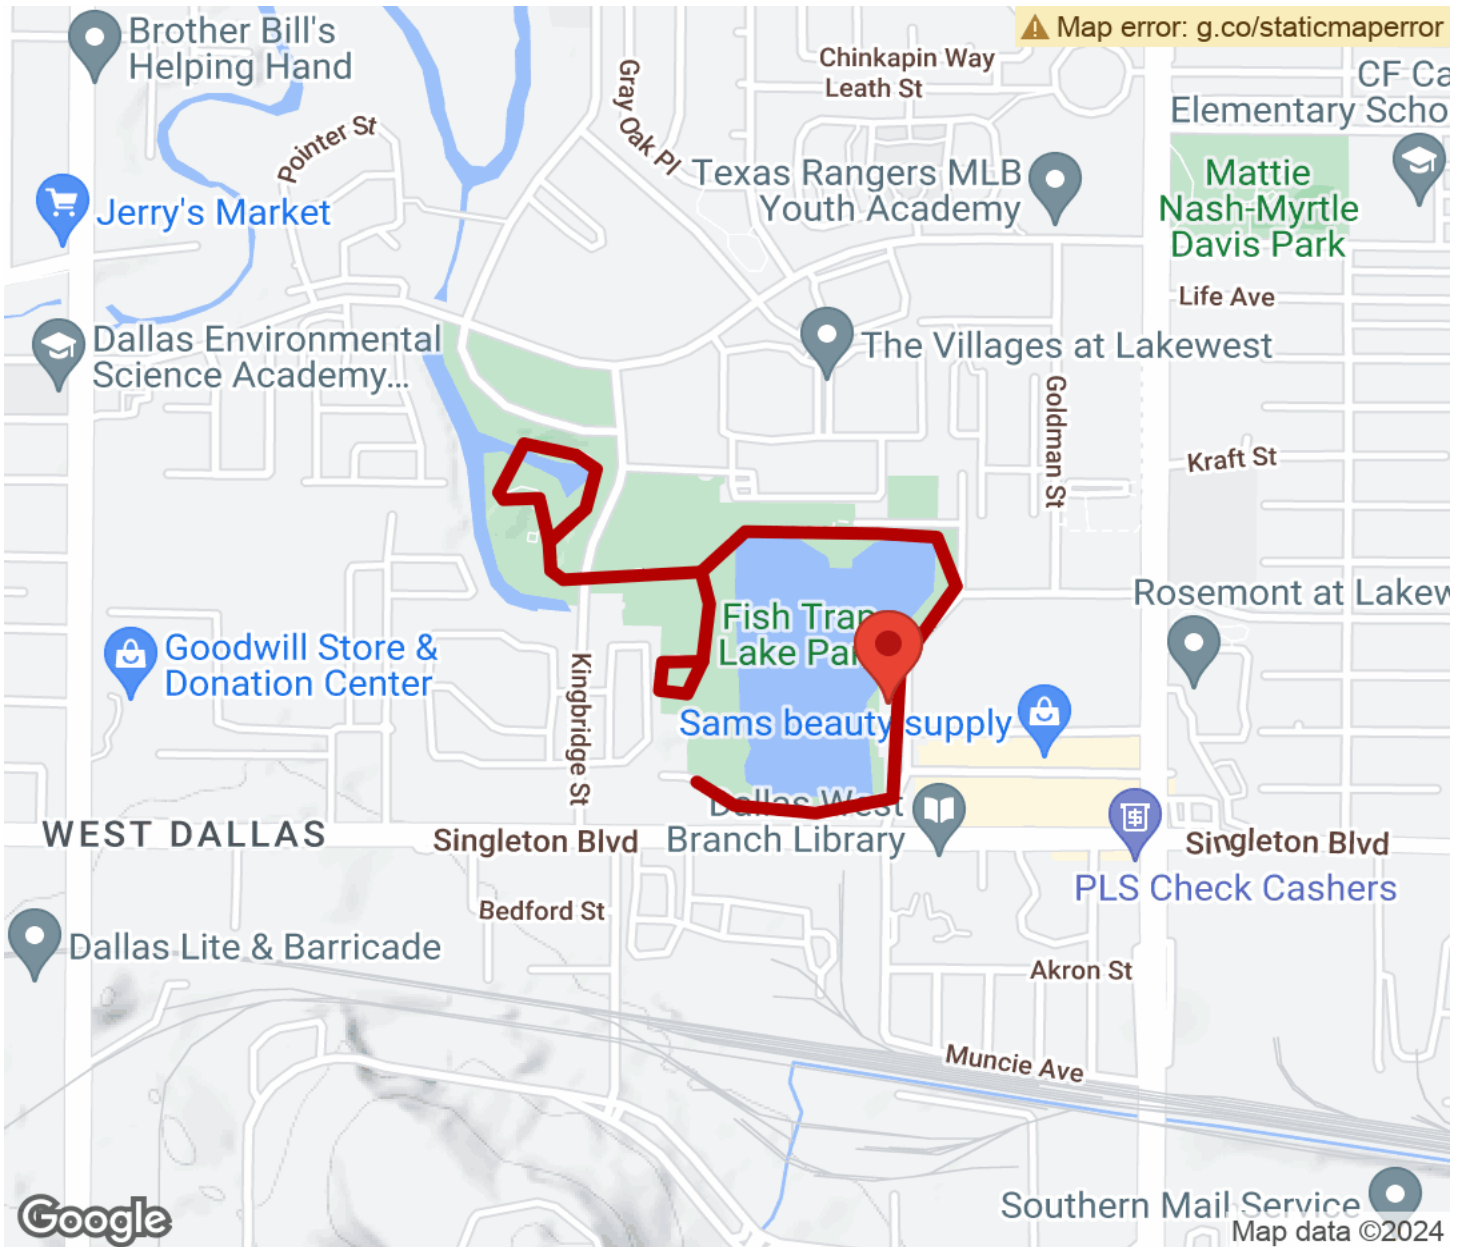 Brother Bill's
Helping Hand
Map error: g.co/staticmaperror
Chinkapin Way
Leath St
CF Ca
Elementary Scho
Gray Oak Pl
Pointer St
Texas Rangers MLB
Youth Academy
Mattie
Nash-Myrtle
Davis Park
Jerry's Market
Life Ave
Dallas Environmental
Science Academy...
The Villages at Lakewest
Goldman St
Kraft St
Rosemont at Lakew
Fish Trap
Lake Par
Goodwill Store &
Donation Center
Kingbridge St
Sams beauty supply
Dallas West
Branch Library
WEST DALLAS
Singleton Blvd
Singleton Blvd
PLS Check Cashers
Bedford St
Dallas Lite & Barricade
Akron St
Muncie Ave
Southern Mail Service
Google
Map data ©2024